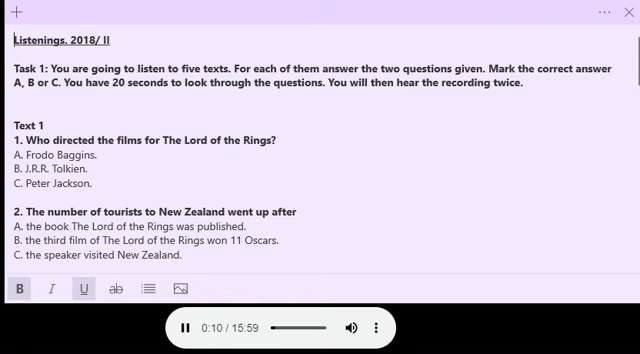 Listenings. 2018/ II
Task 1: You are going to listen to five texts. For each of them answer the two questions given. Mark the correct answer
A, B or C. You have 20 seconds to look through the questions. You will then hear the recording twice.
Text 1
1. Who directed the films for The Lord of the Rings?
A. Frodo Baggins.
B. J.R.R. Tolkien.
C. Peter Jackson.
2. The number of tourists to New Zealand went up after
A. the book The Lord of the Rings was published.
B. the third film of The Lord of the Rings won 11 Oscars.
C. the speaker visited New Zealand.
B I U ab
0:10 / 15:59